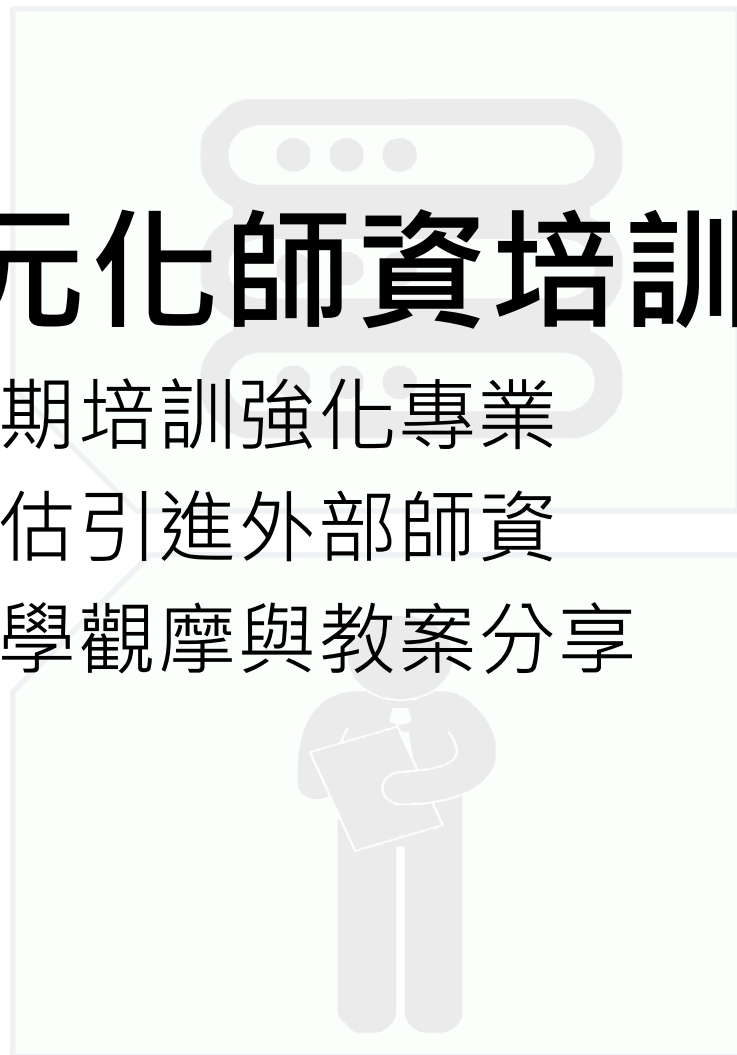 元化師資培訓
期培訓強化專業
估引進外部師資
學觀摩與教案分享